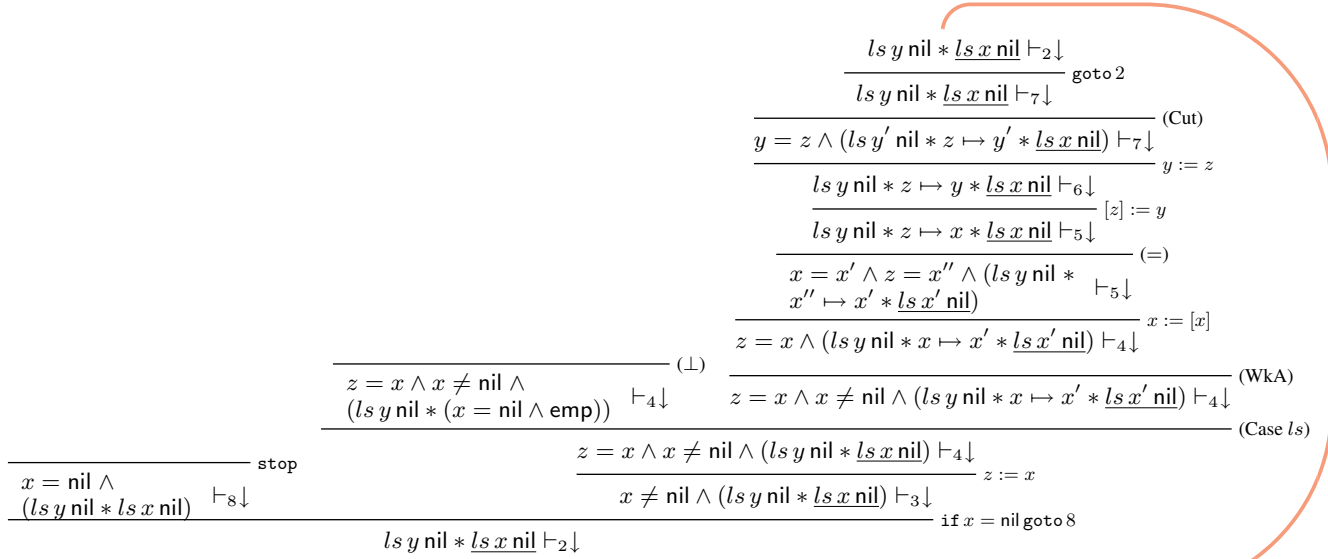 ls y nil ∗ ls x nil ⊢₂↓
goto 2
ls y nil ∗ ls x nil ⊢₇↓
(Cut)
y = z ∧ (ls y′ nil ∗ z ↦ y′ ∗ ls x nil) ⊢₇↓
y := z
ls y nil ∗ z ↦ y ∗ ls x nil ⊢₆↓
[z] := y
ls y nil ∗ z ↦ x ∗ ls x nil ⊢₅↓
(=)
x = x′ ∧ z = x″ ∧ (ls y nil ∗
x″ ↦ x′ ∗ ls x′ nil) ⊢₅↓
x := [x]
z = x ∧ (ls y nil ∗ x ↦ x′ ∗ ls x′ nil) ⊢₄↓
(⊥)
(WkA)
z = x ∧ x ≠ nil ∧
(ls y nil ∗ (x = nil ∧ emp)) ⊢₄↓
z = x ∧ x ≠ nil ∧ (ls y nil ∗ x ↦ x′ ∗ ls x′ nil) ⊢₄↓
(Case ls)
z = x ∧ x ≠ nil ∧ (ls y nil ∗ ls x nil) ⊢₄↓
stop
z := x
x = nil ∧
(ls y nil ∗ ls x nil) ⊢₈↓
x ≠ nil ∧ (ls y nil ∗ ls x nil) ⊢₃↓
if x = nil goto 8
ls y nil ∗ ls x nil ⊢₂↓